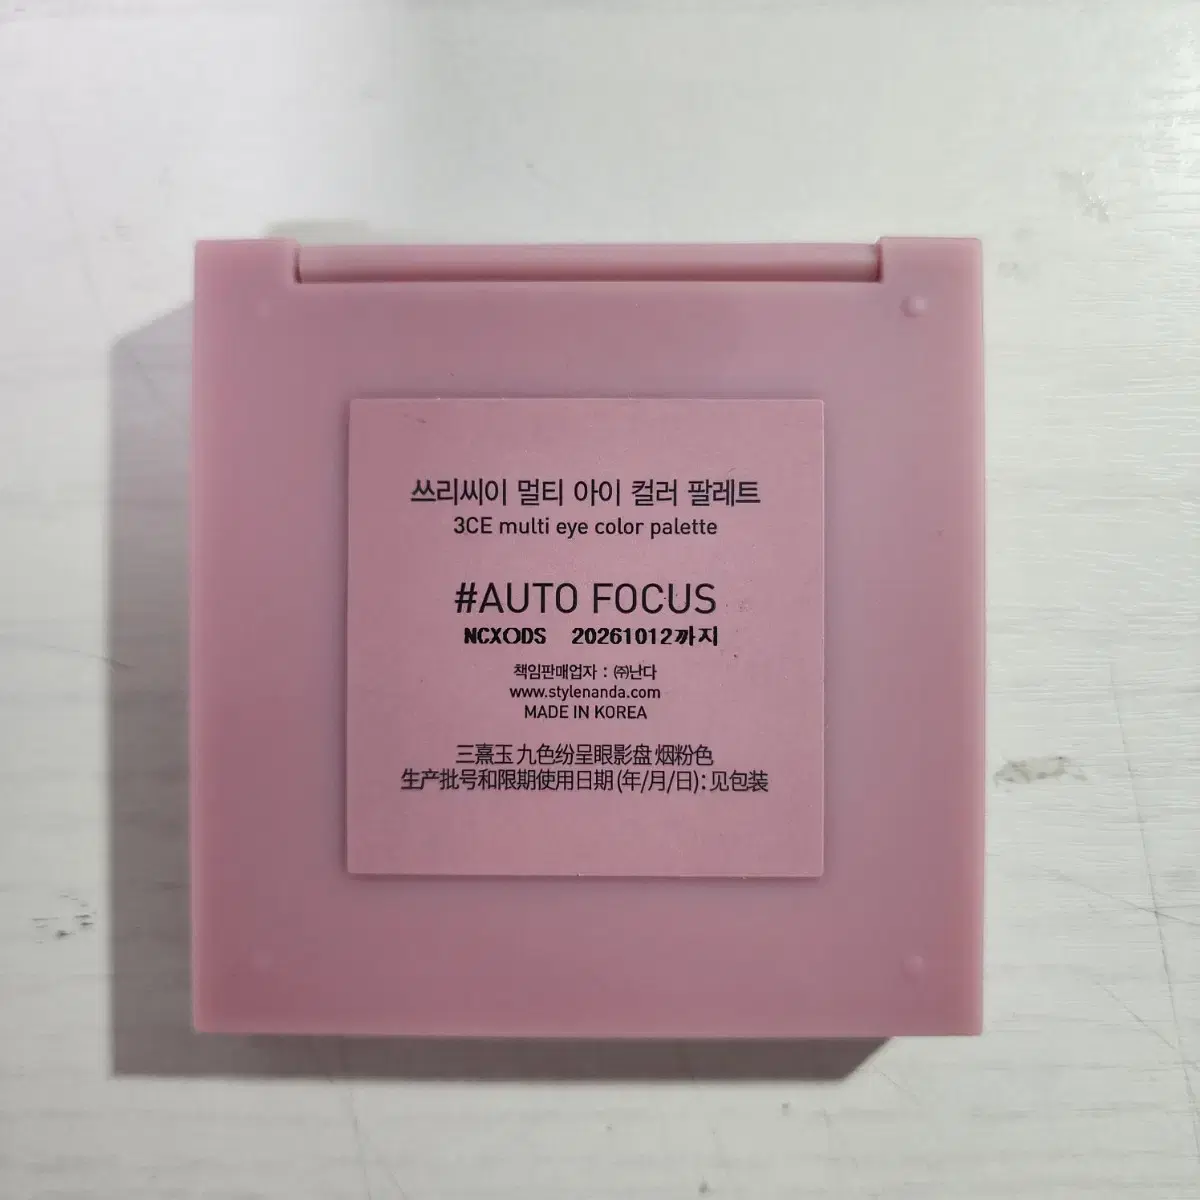 쓰리씨이 멀티 아이 컬러 팔레트
3CE multi eye color palette
#AUTO FOCUS
NCXODS 20261012까지
책임판매업자 : ㈜난다
www.stylenanda.com
MADE IN KOREA
三熹玉 九色纷呈眼影盘 烟粉色
生产批号和限期使用日期(年/月/日): 见包装